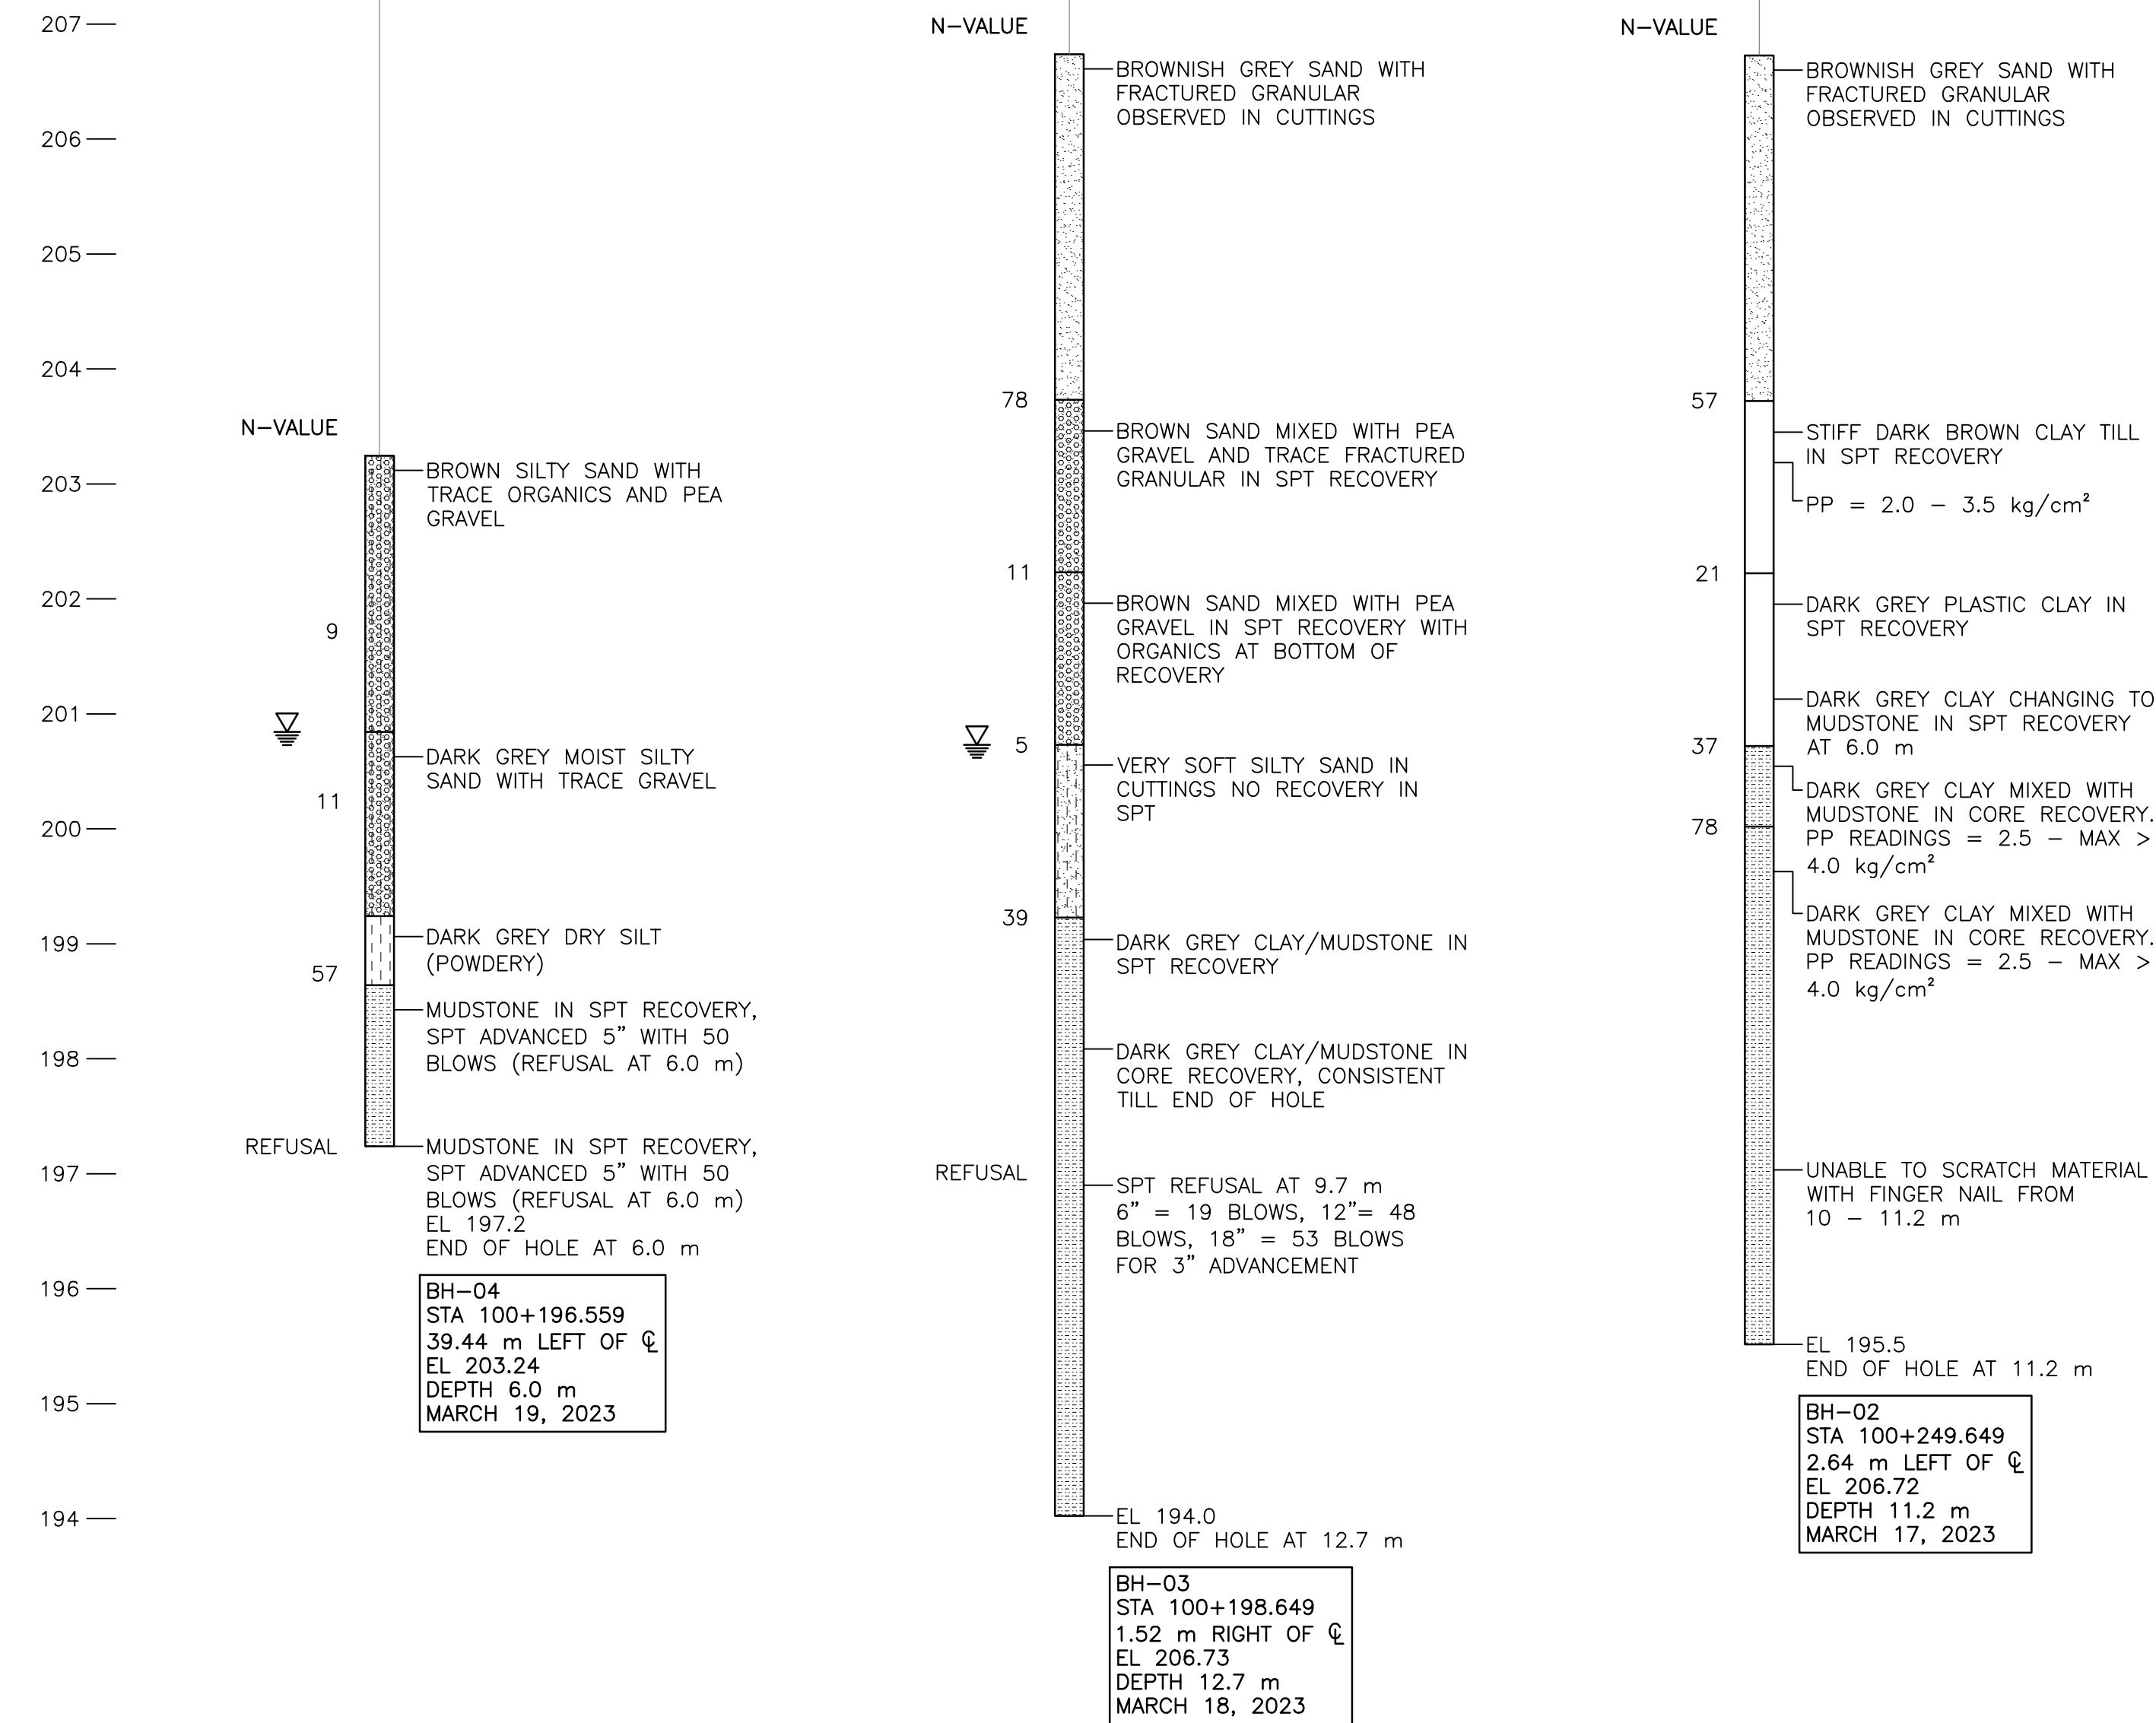 207
206
205
204
203
202
201
200
199
198
197
196
195
194
N-VALUE
9
11
57
REFUSAL
BROWN SILTY SAND WITH
TRACE ORGANICS AND PEA
GRAVEL
DARK GREY MOIST SILTY
SAND WITH TRACE GRAVEL
DARK GREY DRY SILT
(POWDERY)
MUDSTONE IN SPT RECOVERY,
SPT ADVANCED 5" WITH 50
BLOWS (REFUSAL AT 6.0 m)
MUDSTONE IN SPT RECOVERY,
SPT ADVANCED 5" WITH 50
BLOWS (REFUSAL AT 6.0 m)
EL 197.2
END OF HOLE AT 6.0 m
BH-04
STA 100+196.559
39.44 m LEFT OF ℄
EL 203.24
DEPTH 6.0 m
MARCH 19, 2023
N-VALUE
78
11
5
39
REFUSAL
BROWNISH GREY SAND WITH
FRACTURED GRANULAR
OBSERVED IN CUTTINGS
BROWN SAND MIXED WITH PEA
GRAVEL AND TRACE FRACTURED
GRANULAR IN SPT RECOVERY
BROWN SAND MIXED WITH PEA
GRAVEL IN SPT RECOVERY WITH
ORGANICS AT BOTTOM OF
RECOVERY
VERY SOFT SILTY SAND IN
CUTTINGS NO RECOVERY IN
SPT
DARK GREY CLAY/MUDSTONE IN
SPT RECOVERY
DARK GREY CLAY/MUDSTONE IN
CORE RECOVERY, CONSISTENT
TILL END OF HOLE
SPT REFUSAL AT 9.7 m
6" = 19 BLOWS, 12"= 48
BLOWS, 18" = 53 BLOWS
FOR 3" ADVANCEMENT
EL 194.0
END OF HOLE AT 12.7 m
BH-03
STA 100+198.649
1.52 m RIGHT OF ℄
EL 206.73
DEPTH 12.7 m
MARCH 18, 2023
N-VALUE
57
21
37
78
BROWNISH GREY SAND WITH
FRACTURED GRANULAR
OBSERVED IN CUTTINGS
STIFF DARK BROWN CLAY TILL
IN SPT RECOVERY
PP = 2.0 - 3.5 kg/cm²
DARK GREY PLASTIC CLAY IN
SPT RECOVERY
DARK GREY CLAY CHANGING TO
MUDSTONE IN SPT RECOVERY
AT 6.0 m
DARK GREY CLAY MIXED WITH
MUDSTONE IN CORE RECOVERY.
PP READINGS = 2.5 - MAX >
4.0 kg/cm²
DARK GREY CLAY MIXED WITH
MUDSTONE IN CORE RECOVERY.
PP READINGS = 2.5 - MAX >
4.0 kg/cm²
UNABLE TO SCRATCH MATERIAL
WITH FINGER NAIL FROM
10 - 11.2 m
EL 195.5
END OF HOLE AT 11.2 m
BH-02
STA 100+249.649
2.64 m LEFT OF ℄
EL 206.72
DEPTH 11.2 m
MARCH 17, 2023